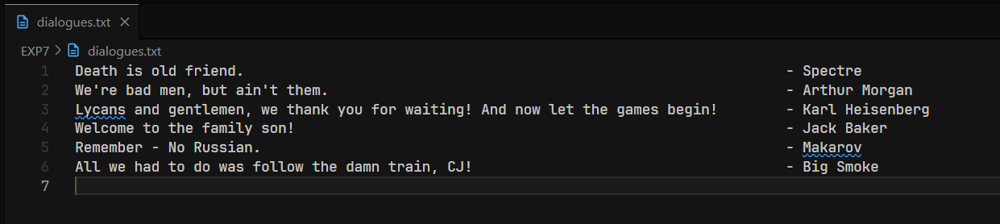 dialogues.txt
EXP7 > dialogues.txt
1 Death is old friend. - Spectre
2 We're bad men, but ain't them. - Arthur Morgan
3 Lycans and gentlemen, we thank you for waiting! And now let the games begin! - Karl Heisenberg
4 Welcome to the family son! - Jack Baker
5 Remember - No Russian. - Makarov
6 All we had to do was follow the damn train, CJ! - Big Smoke
7